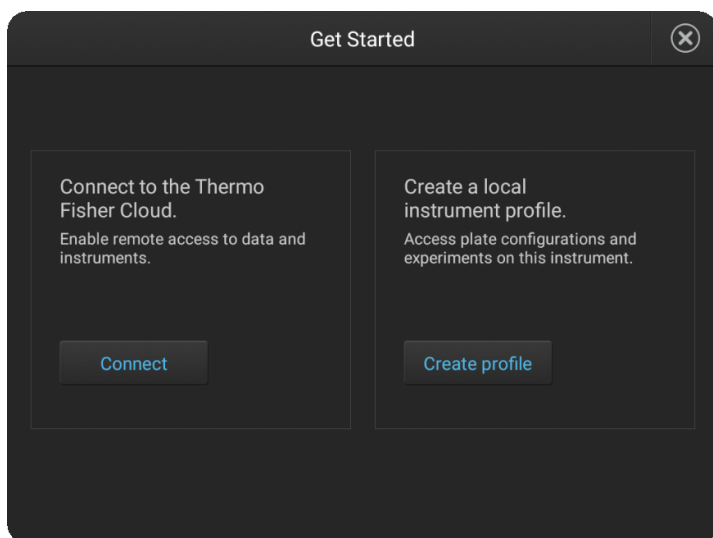 Get Started
Connect to the Thermo
Fisher Cloud.
Enable remote access to data and
instruments.
Connect
Create a local
instrument profile.
Access plate configurations and
experiments on this instrument.
Create profile